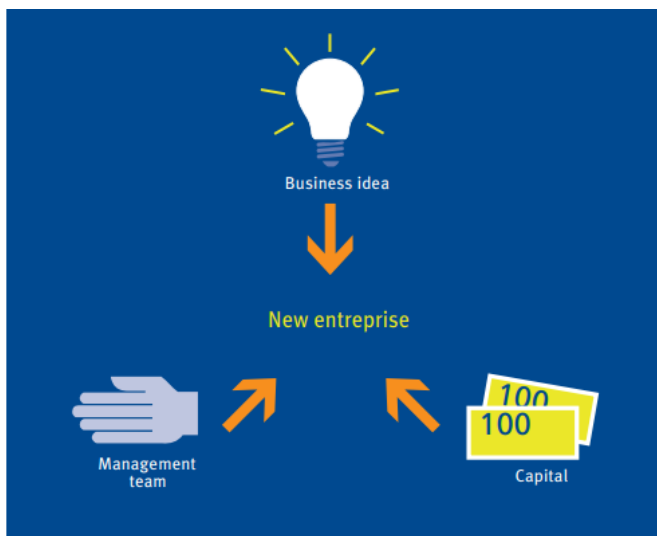 Business idea
New entreprise
Management
team
100
100
Capital